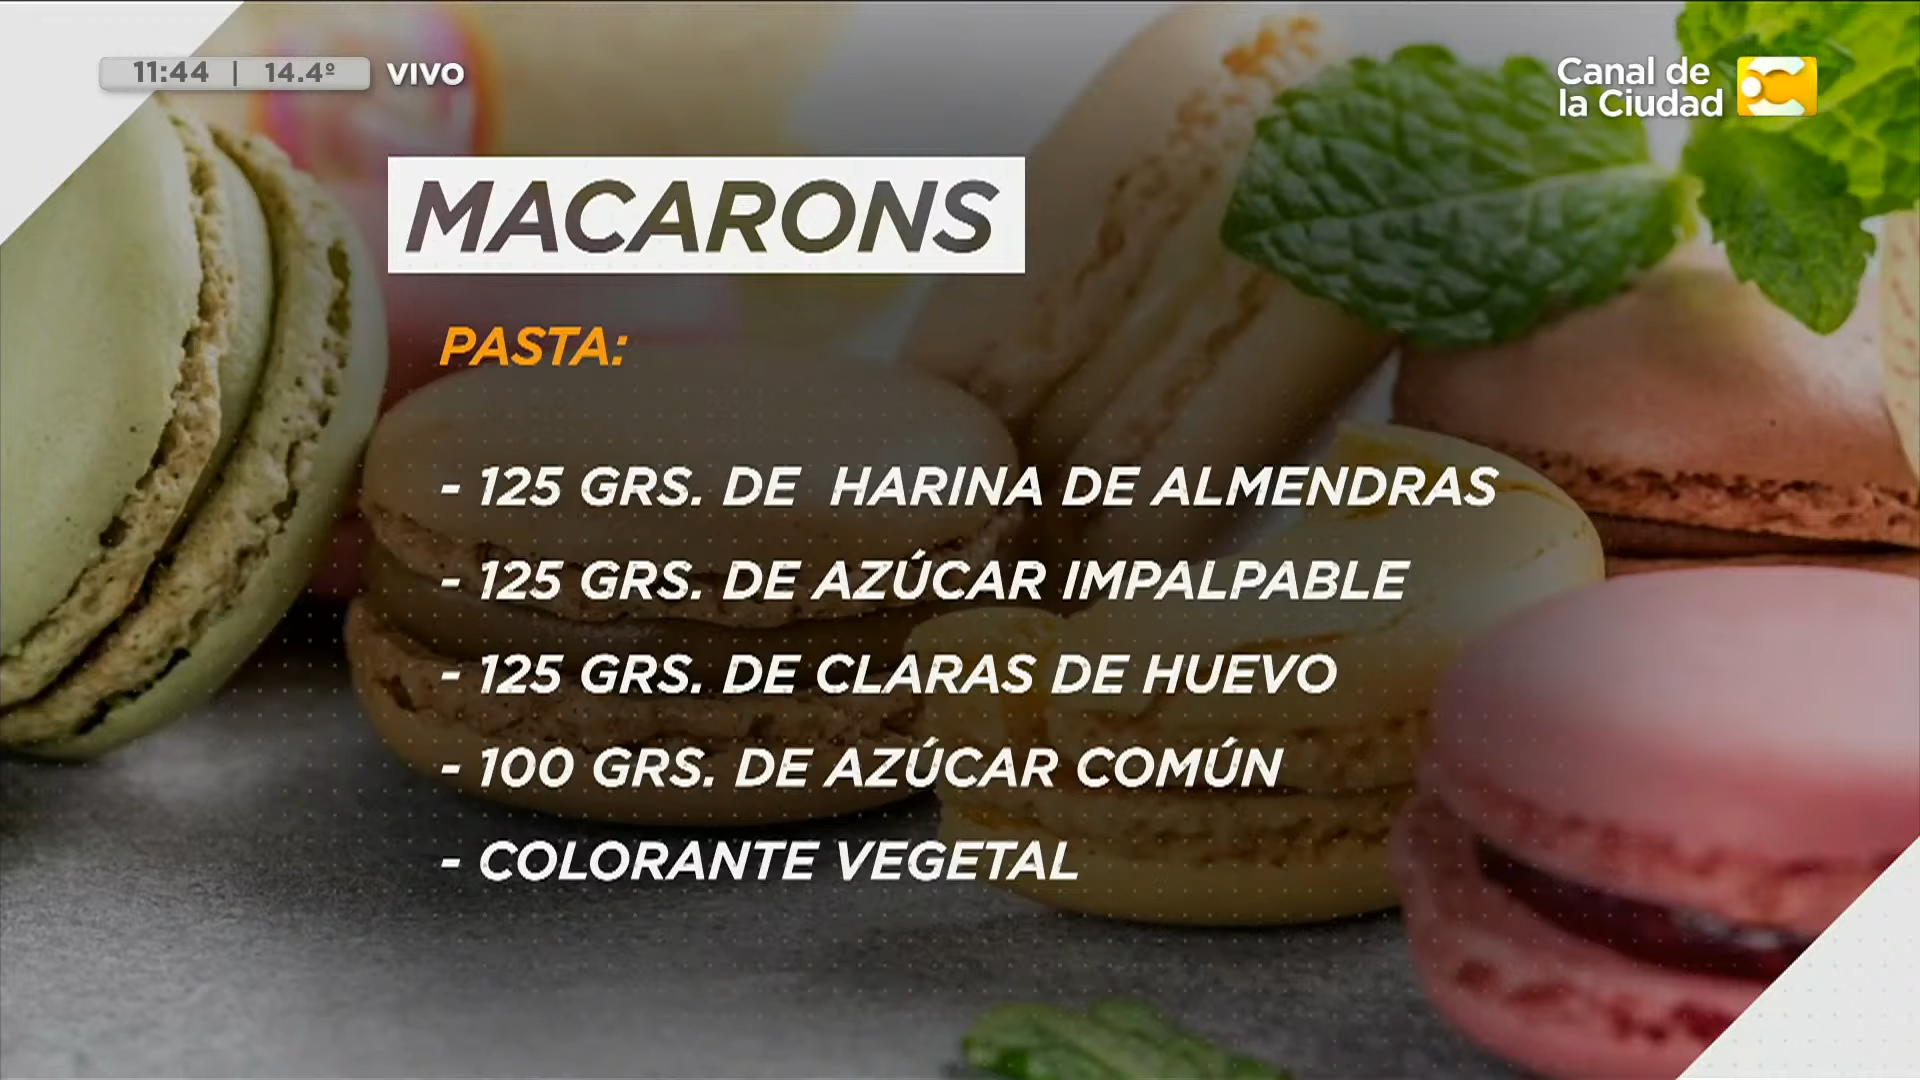 11:44 | 14.4º VIVO
Canal de
la Ciudad
MACARONS
PASTA:
- 125 GRS. DE HARINA DE ALMENDRAS
- 125 GRS. DE AZÚCAR IMPALPABLE
- 125 GRS. DE CLARAS DE HUEVO
- 100 GRS. DE AZÚCAR COMÚN
- COLORANTE VEGETAL